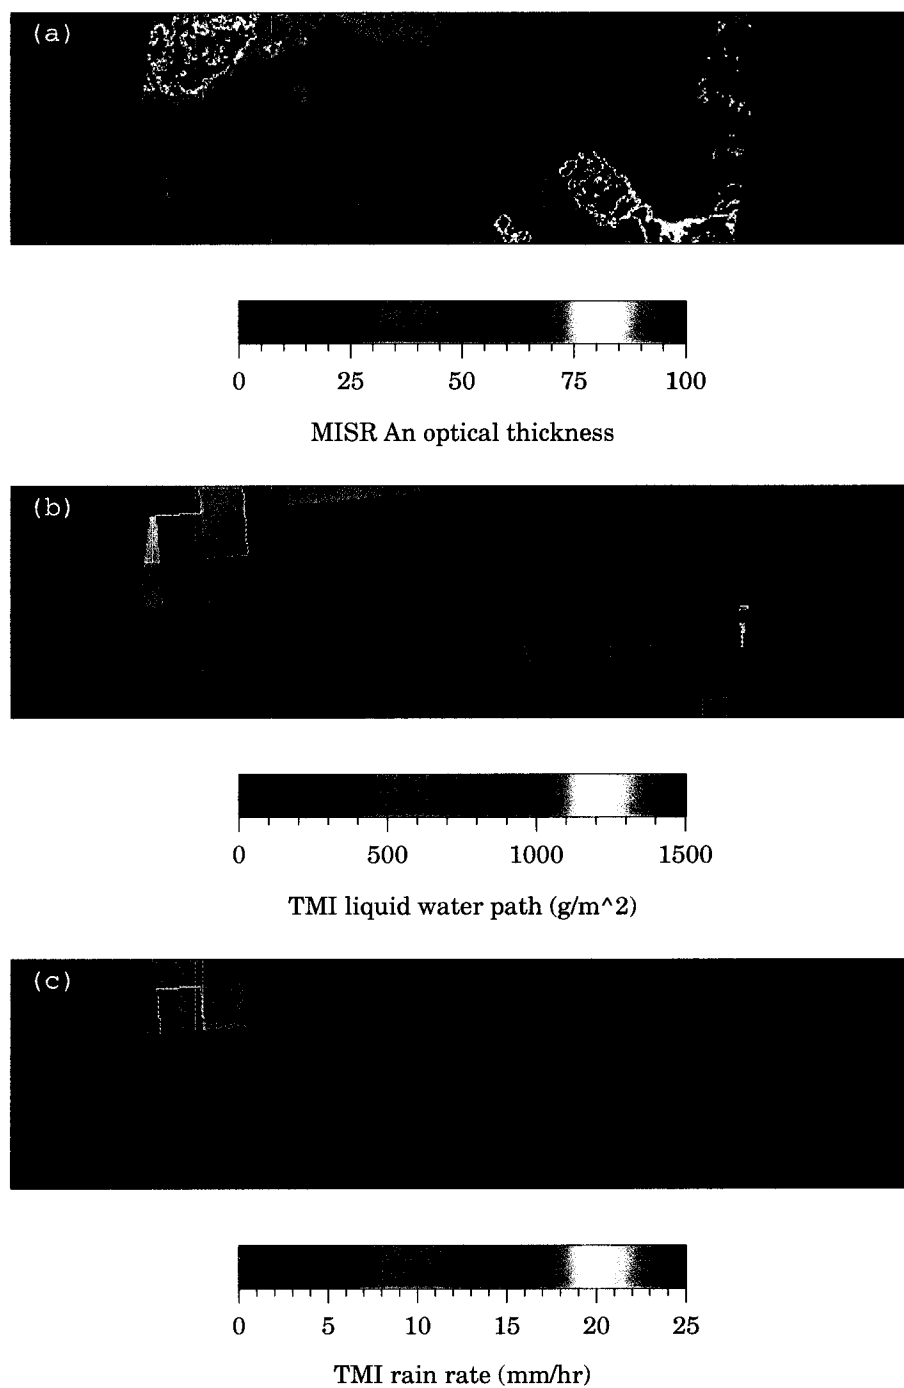 (a)
0 25 50 75 100
MISR An optical thickness
(b)
0 500 1000 1500
TMI liquid water path (g/m^2)
(c)
0 5 10 15 20 25
TMI rain rate (mm/hr)